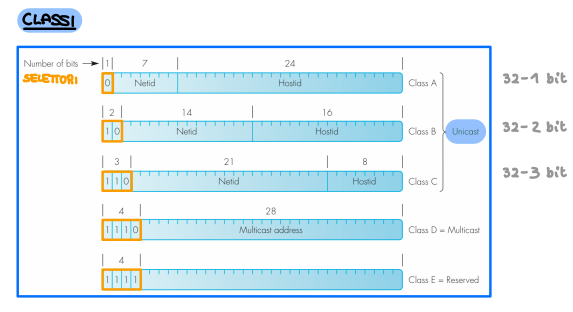 CLASSI
Number of bits 1 7 24
SELETTORI
0 Netid Hostid Class A 32-1 bit
2 14 16
1 0 Netid Hostid Class B Unicast 32-2 bit
3 21 8
1 1 0 Netid Hostid Class C 32-3 bit
4 28
1 1 1 0 Multicast address Class D = Multicast
4
1 1 1 1 Class E = Reserved